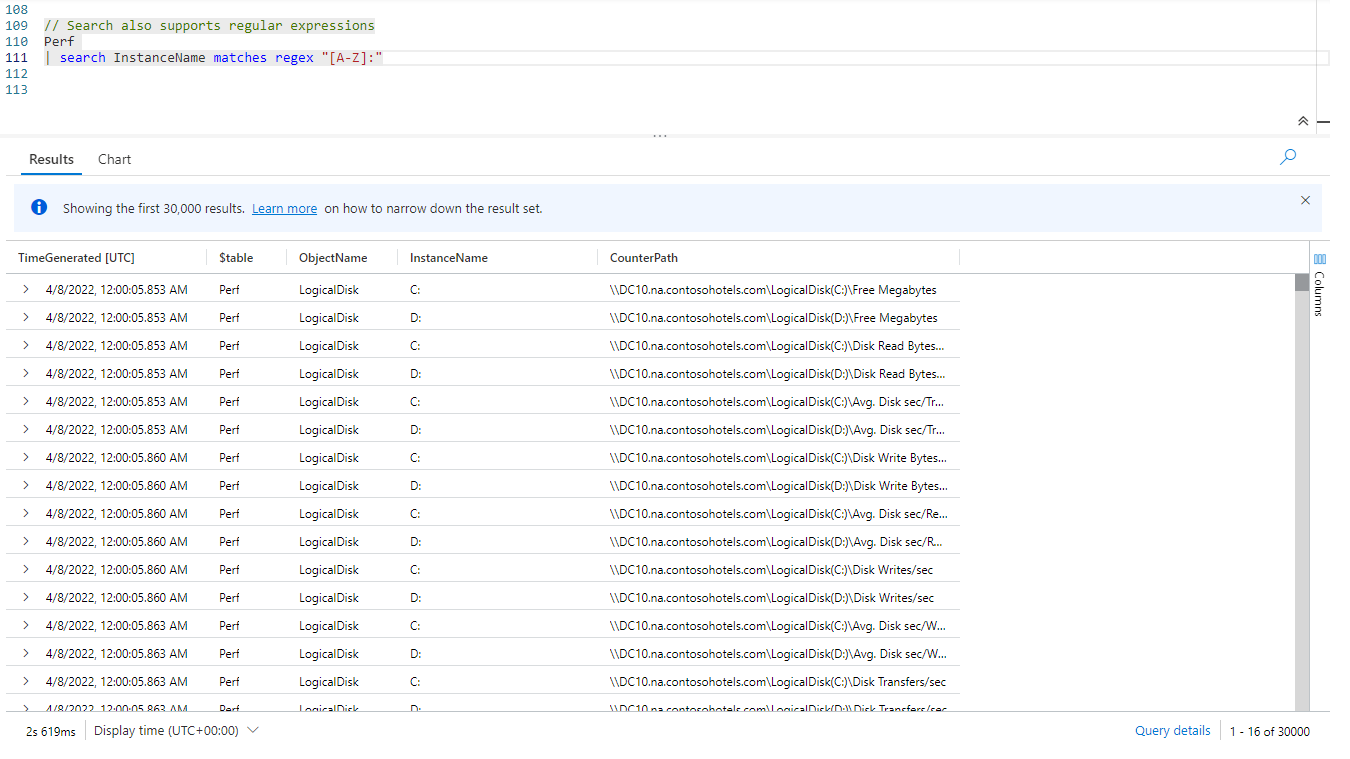 108
109 // Search also supports regular expressions
110 Perf
111 | search InstanceName matches regex "[A-Z]:"
112
113
Results Chart
Showing the first 30,000 results. Learn more on how to narrow down the result set.
TimeGenerated [UTC] $table ObjectName InstanceName CounterPath
Columns
4/8/2022, 12:00:05.853 AM Perf LogicalDisk C: \\DC10.na.contosohotels.com\LogicalDisk(C:)\Free Megabytes
4/8/2022, 12:00:05.853 AM Perf LogicalDisk D: \\DC10.na.contosohotels.com\LogicalDisk(D:)\Free Megabytes
4/8/2022, 12:00:05.853 AM Perf LogicalDisk C: \\DC10.na.contosohotels.com\LogicalDisk(C:)\Disk Read Bytes...
4/8/2022, 12:00:05.853 AM Perf LogicalDisk D: \\DC10.na.contosohotels.com\LogicalDisk(D:)\Disk Read Bytes...
4/8/2022, 12:00:05.853 AM Perf LogicalDisk C: \\DC10.na.contosohotels.com\LogicalDisk(C:)\Avg. Disk sec/Tr...
4/8/2022, 12:00:05.853 AM Perf LogicalDisk D: \\DC10.na.contosohotels.com\LogicalDisk(D:)\Avg. Disk sec/Tr...
4/8/2022, 12:00:05.860 AM Perf LogicalDisk C: \\DC10.na.contosohotels.com\LogicalDisk(C:)\Disk Write Bytes...
4/8/2022, 12:00:05.860 AM Perf LogicalDisk D: \\DC10.na.contosohotels.com\LogicalDisk(D:)\Disk Write Bytes...
4/8/2022, 12:00:05.860 AM Perf LogicalDisk C: \\DC10.na.contosohotels.com\LogicalDisk(C:)\Avg. Disk sec/Re...
4/8/2022, 12:00:05.860 AM Perf LogicalDisk D: \\DC10.na.contosohotels.com\LogicalDisk(D:)\Avg. Disk sec/R...
4/8/2022, 12:00:05.860 AM Perf LogicalDisk C: \\DC10.na.contosohotels.com\LogicalDisk(C:)\Disk Writes/sec
4/8/2022, 12:00:05.860 AM Perf LogicalDisk D: \\DC10.na.contosohotels.com\LogicalDisk(D:)\Disk Writes/sec
4/8/2022, 12:00:05.863 AM Perf LogicalDisk C: \\DC10.na.contosohotels.com\LogicalDisk(C:)\Avg. Disk sec/W...
4/8/2022, 12:00:05.863 AM Perf LogicalDisk D: \\DC10.na.contosohotels.com\LogicalDisk(D:)\Avg. Disk sec/W...
4/8/2022, 12:00:05.863 AM Perf LogicalDisk C: \\DC10.na.contosohotels.com\LogicalDisk(C:)\Disk Transfers/sec
4/8/2022, 12:00:05.863 AM Perf LogicalDisk D: \\DC10.na.contosohotels.com\LogicalDisk(D:)\Disk Transfers/sec
2s 619ms Display time (UTC+00:00) Query details 1 - 16 of 30000